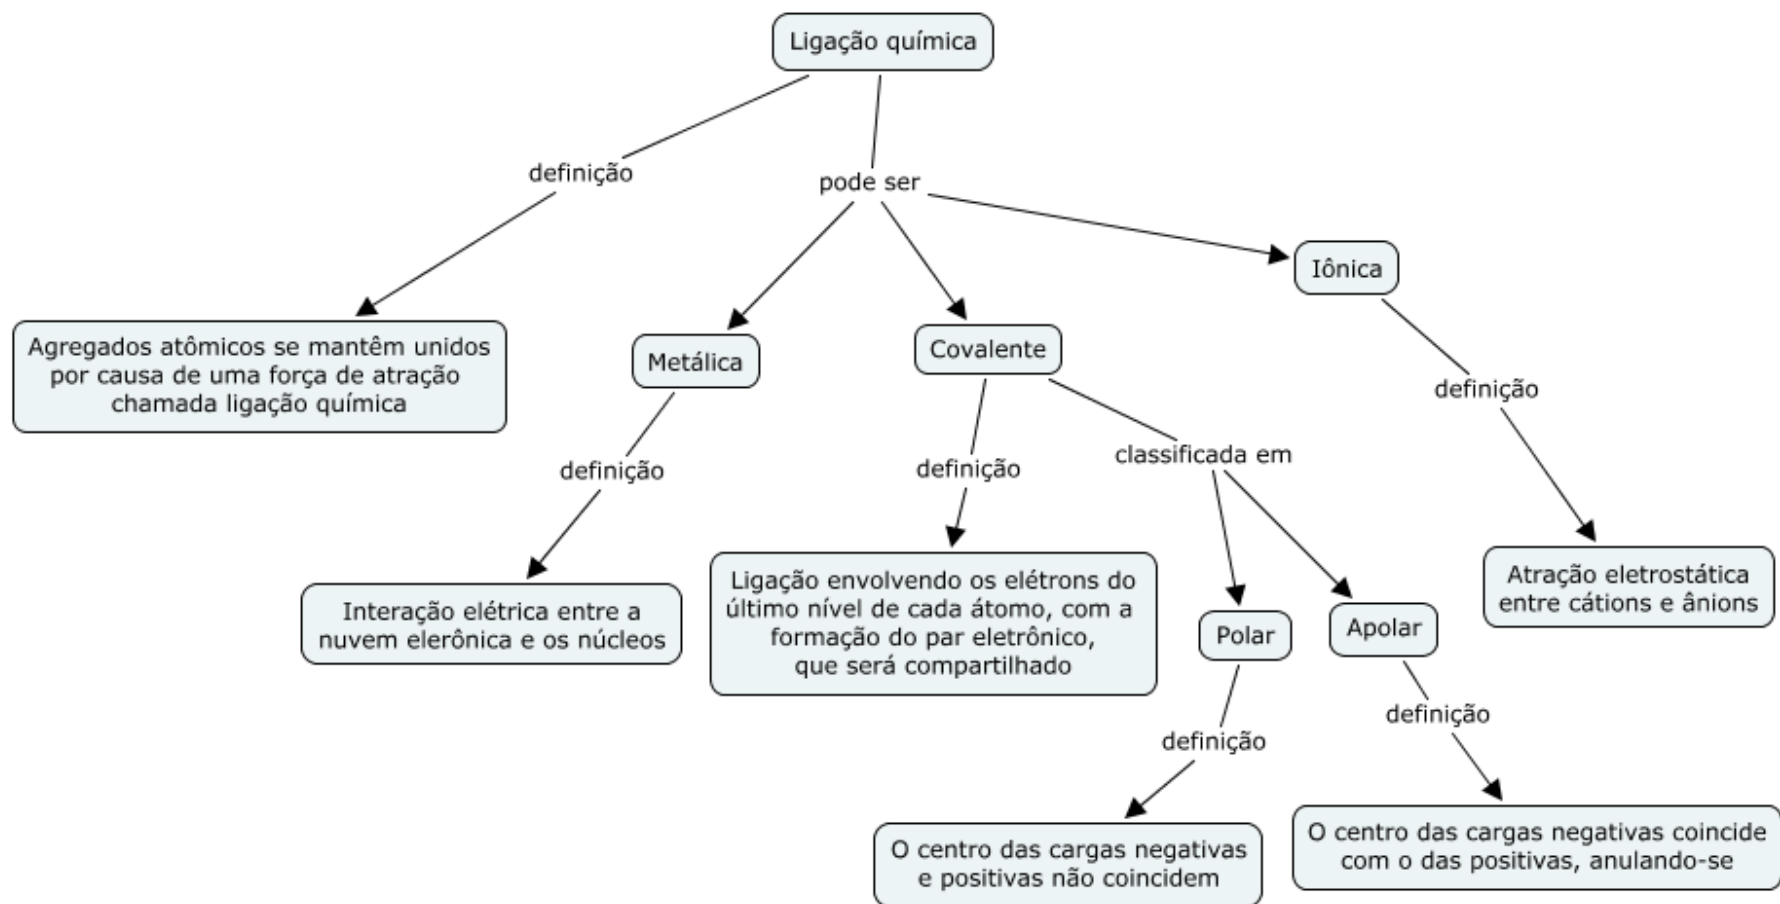 Ligação química
definição
pode ser
Iônica
Agregados atômicos se mantêm unidos
por causa de uma força de atração
chamada ligação química
Metálica
Covalente
definição
definição
definição
classificada em
Interação elétrica entre a
nuvem elerônica e os núcleos
Ligação envolvendo os elétrons do
último nível de cada átomo, com a
formação do par eletrônico,
que será compartilhado
Polar
Apolar
Atração eletrostática
entre cátions e ânions
definição
definição
O centro das cargas negativas
e positivas não coincidem
O centro das cargas negativas coincide
com o das positivas, anulando-se